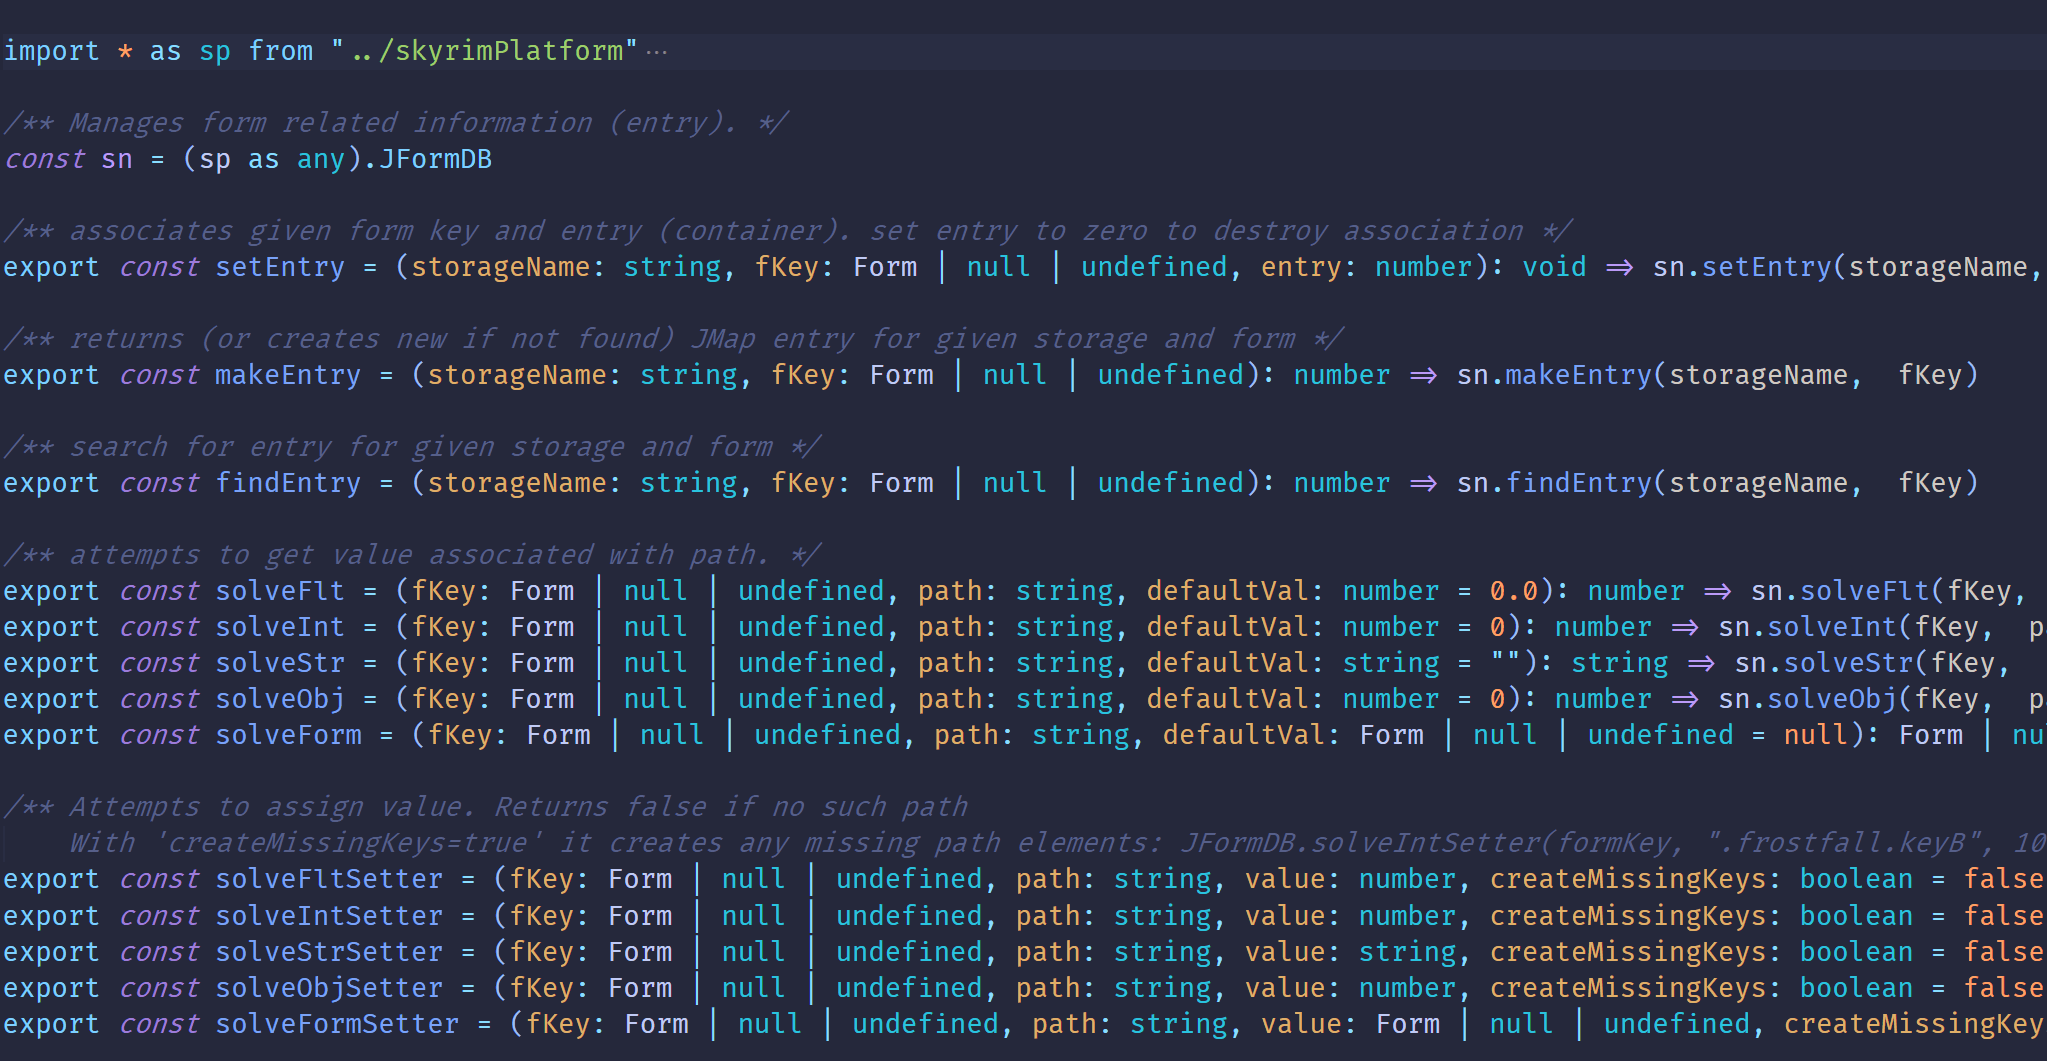 import * as sp from "../skyrimPlatform"···
/** Manages form related information (entry). */
const sn = (sp as any).JFormDB
/** associates given form key and entry (container). set entry to zero to destroy association */
export const setEntry = (storageName: string, fKey: Form | null | undefined, entry: number): void => sn.setEntry(storageName,
/** returns (or creates new if not found) JMap entry for given storage and form */
export const makeEntry = (storageName: string, fKey: Form | null | undefined): number => sn.makeEntry(storageName,  fKey)
/** search for entry for given storage and form */
export const findEntry = (storageName: string, fKey: Form | null | undefined): number => sn.findEntry(storageName,  fKey)
/** attempts to get value associated with path. */
export const solveFlt = (fKey: Form | null | undefined, path: string, defaultVal: number = 0.0): number => sn.solveFlt(fKey,
export const solveInt = (fKey: Form | null | undefined, path: string, defaultVal: number = 0): number => sn.solveInt(fKey,  p
export const solveStr = (fKey: Form | null | undefined, path: string, defaultVal: string = ""): string => sn.solveStr(fKey,
export const solveObj = (fKey: Form | null | undefined, path: string, defaultVal: number = 0): number => sn.solveObj(fKey,  p
export const solveForm = (fKey: Form | null | undefined, path: string, defaultVal: Form | null | undefined = null): Form | nu
/** Attempts to assign value. Returns false if no such path
With 'createMissingKeys=true' it creates any missing path elements: JFormDB.solveIntSetter(formKey, ".frostfall.keyB", 10
export const solveFltSetter = (fKey: Form | null | undefined, path: string, value: number, createMissingKeys: boolean = false
export const solveIntSetter = (fKey: Form | null | undefined, path: string, value: number, createMissingKeys: boolean = false
export const solveStrSetter = (fKey: Form | null | undefined, path: string, value: string, createMissingKeys: boolean = false
export const solveObjSetter = (fKey: Form | null | undefined, path: string, value: number, createMissingKeys: boolean = false
export const solveFormSetter = (fKey: Form | null | undefined, path: string, value: Form | null | undefined, createMissingKey